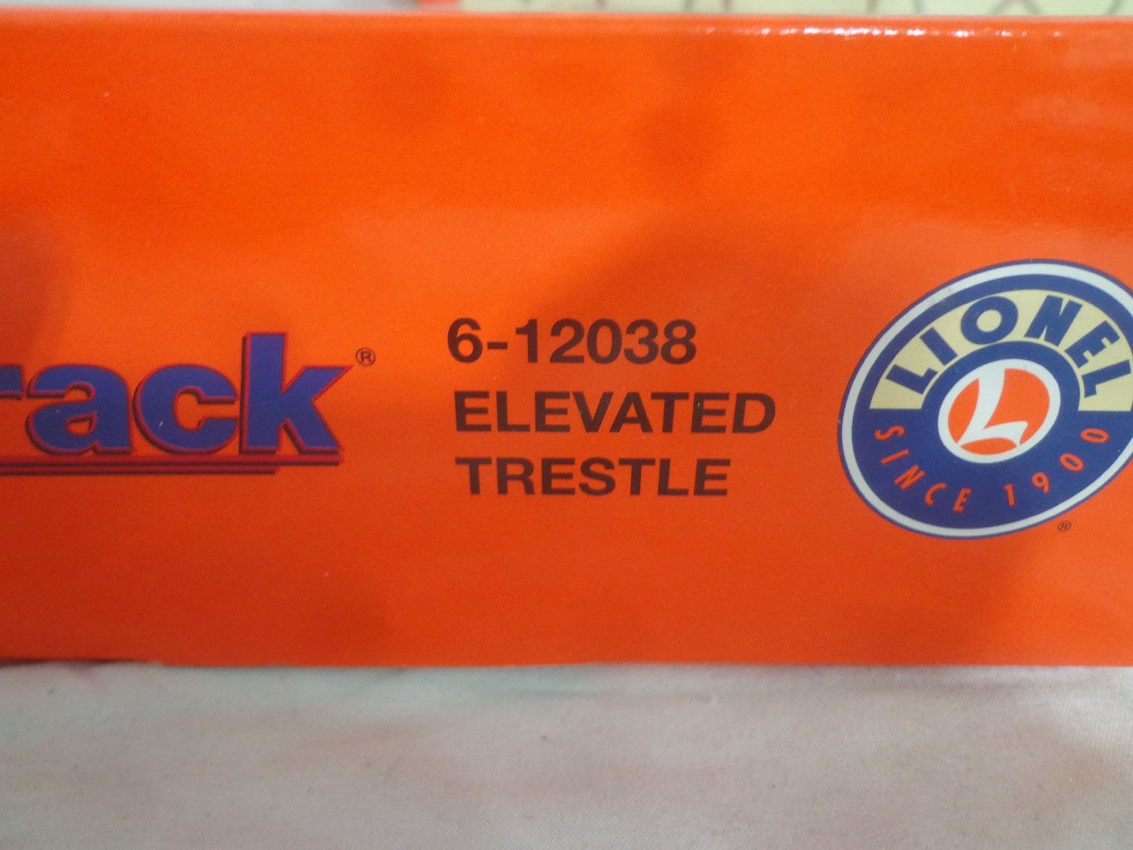 rack®
6-12038
ELEVATED
TRESTLE
LIONEL
SINCE 1900
®